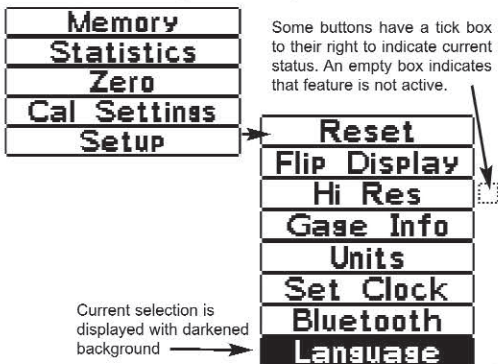 Memory
Statistics
Zero
Cal Settings
Setup
Some buttons have a tick box
to their right to indicate current
status. An empty box indicates
that feature is not active.
Reset
Flip Display
Hi Res
Gage Info
Units
Set Clock
Bluetooth
Language
Current selection is
displayed with darkened
background